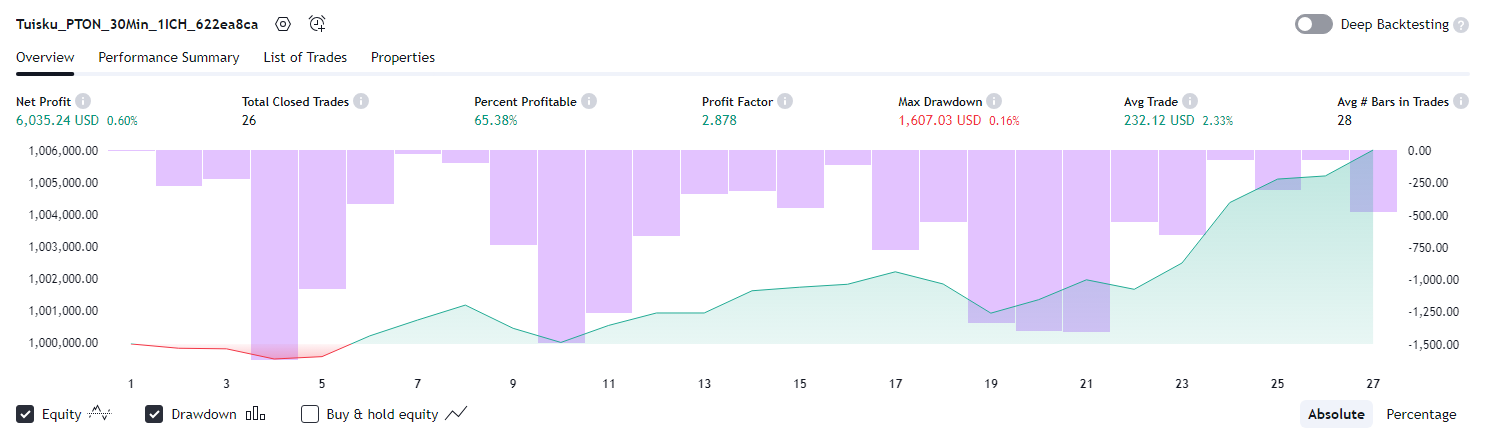 Tuisku_PTON_30Min_1ICH_622ea8ca
Deep Backtesting ?
Overview Performance Summary List of Trades Properties
Net Profit Total Closed Trades Percent Profitable Profit Factor Max Drawdown Avg Trade Avg # Bars in Trades
6,035.24 USD 0.60% 26 65.38% 2.878 1,607.03 USD 0.16% 232.12 USD 2.33% 28
1,006,000.00 0.00
1,005,000.00 -250.00
1,004,000.00 -500.00
1,003,000.00 -750.00
1,002,000.00 -1,000.00
1,001,000.00 -1,250.00
1,000,000.00 -1,500.00
1 3 5 7 9 11 13 15 17 19 21 23 25 27
Equity Drawdown Buy & hold equity Absolute Percentage